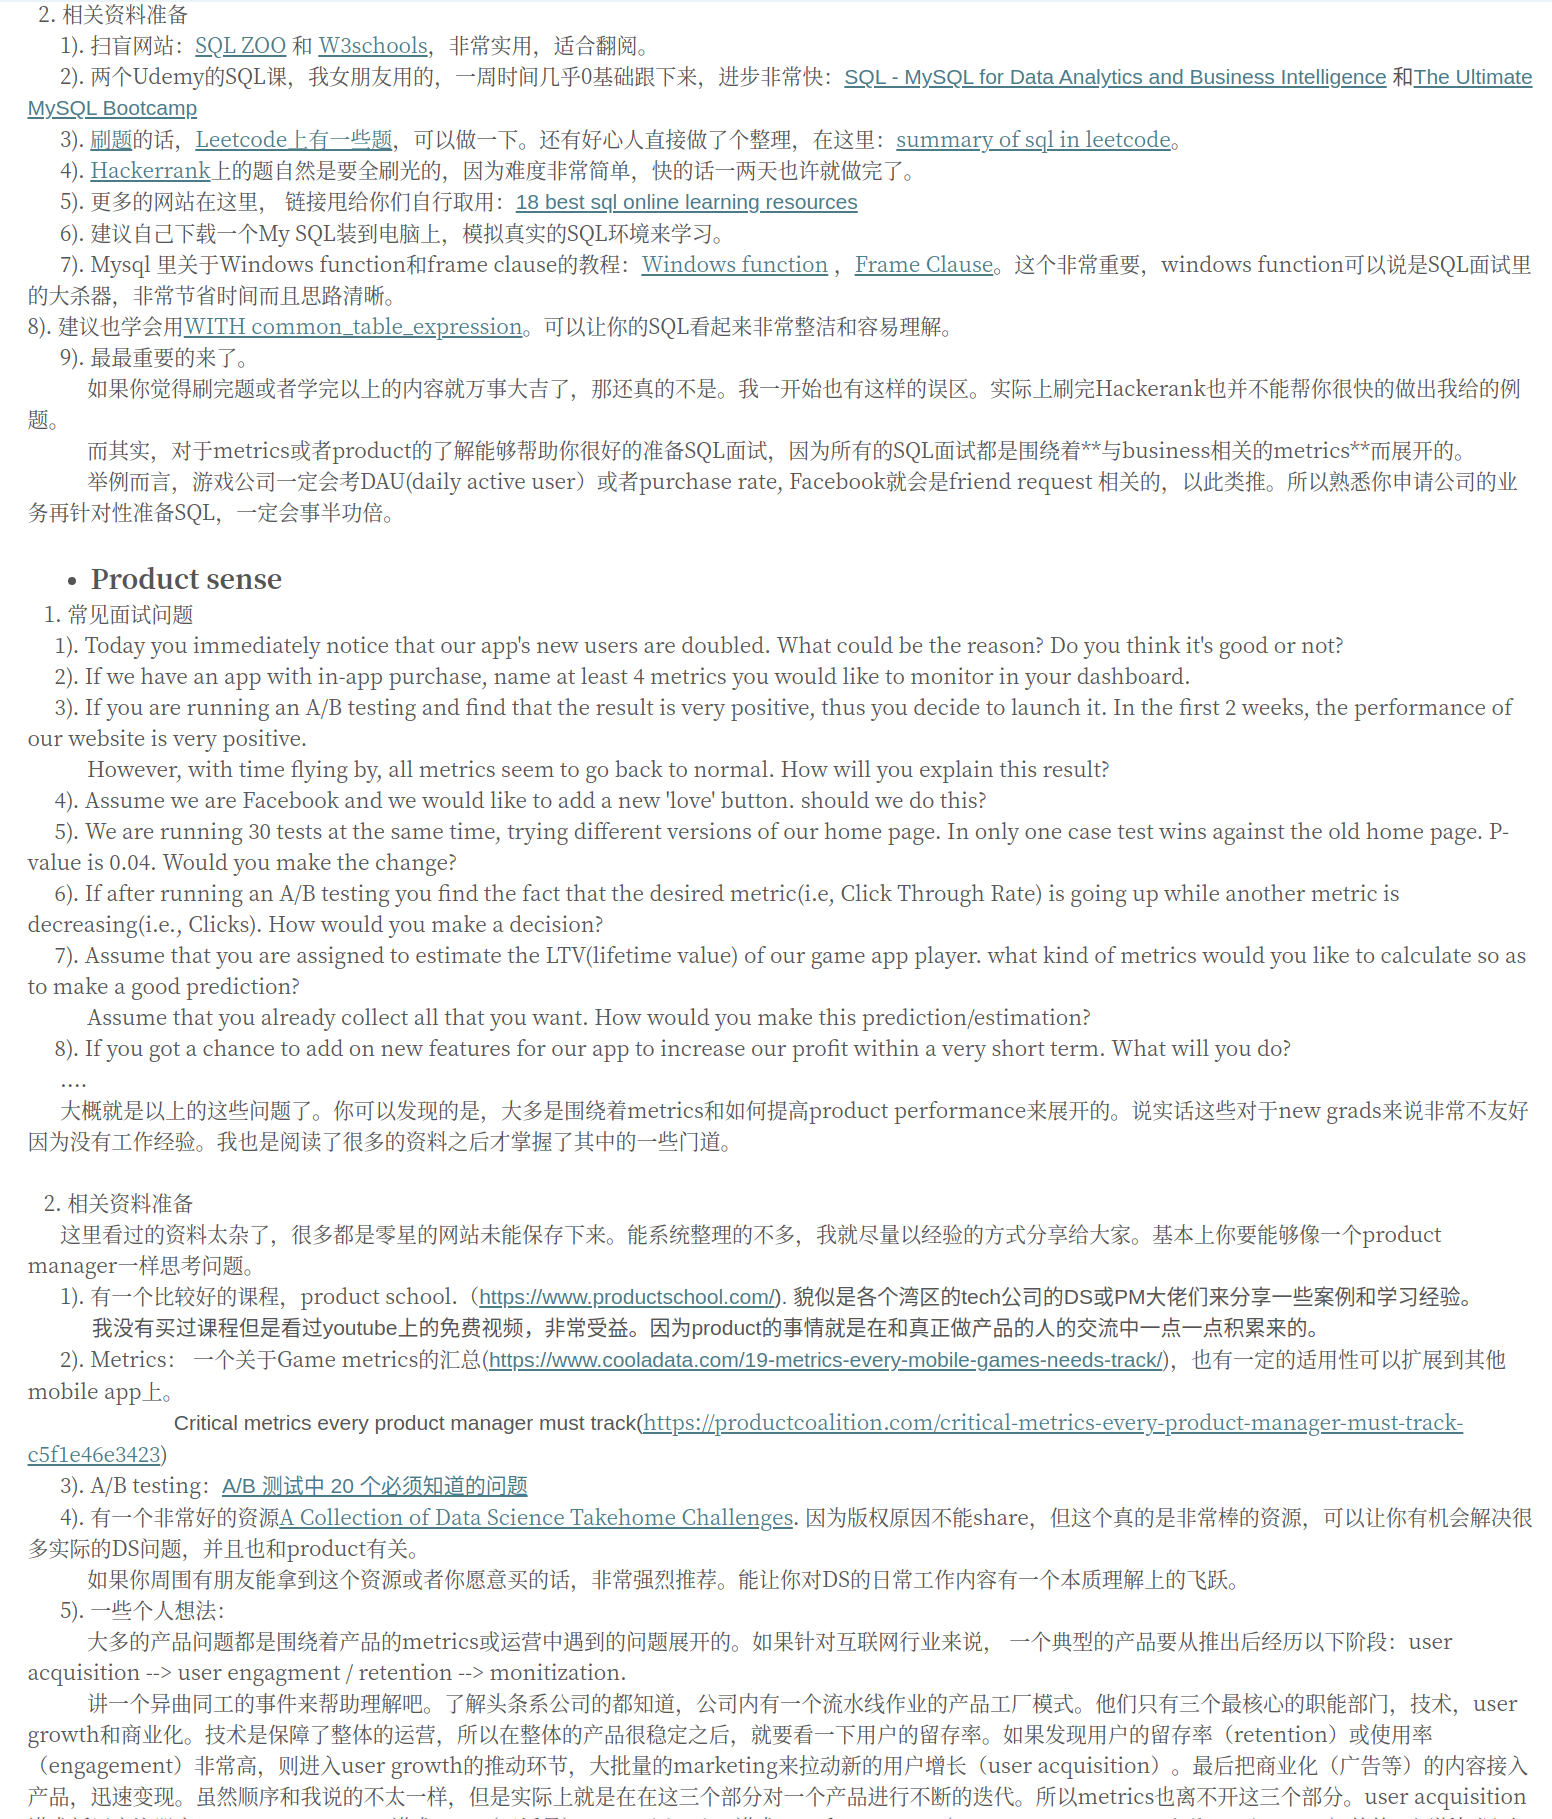 2. 相关资料准备
1). 扫盲网站：SQL ZOO 和 W3schools，非常实用，适合翻阅。
2). 两个Udemy的SQL课，我女朋友用的，一周时间几乎0基础跟下来，进步非常快：SQL - MySQL for Data Analytics and Business Intelligence 和The Ultimate
MySQL Bootcamp
3). 刷题的话，Leetcode上有一些题，可以做一下。还有好心人直接做了个整理，在这里：summary of sql in leetcode。
4). Hackerrank上的题自然是要全刷光的，因为难度非常简单，快的话一两天也许就做完了。
5). 更多的网站在这里， 链接甩给你们自行取用：18 best sql online learning resources
6). 建议自己下载一个My SQL装到电脑上，模拟真实的SQL环境来学习。
7). Mysql 里关于Windows function和frame clause的教程：Windows function ，Frame Clause。这个非常重要，windows function可以说是SQL面试里
的大杀器，非常节省时间而且思路清晰。
8). 建议也学会用WITH common_table_expression。可以让你的SQL看起来非常整洁和容易理解。
9). 最最重要的来了。
如果你觉得刷完题或者学完以上的内容就万事大吉了，那还真的不是。我一开始也有这样的误区。实际上刷完Hackerank也并不能帮你很快的做出我给的例
题。
而其实，对于metrics或者product的了解能够帮助你很好的准备SQL面试，因为所有的SQL面试都是围绕着**与business相关的metrics**而展开的。
举例而言，游戏公司一定会考DAU(daily active user）或者purchase rate, Facebook就会是friend request 相关的，以此类推。所以熟悉你申请公司的业
务再针对性准备SQL，一定会事半功倍。
• Product sense
1. 常见面试问题
1). Today you immediately notice that our app's new users are doubled. What could be the reason? Do you think it's good or not?
2). If we have an app with in-app purchase, name at least 4 metrics you would like to monitor in your dashboard.
3). If you are running an A/B testing and find that the result is very positive, thus you decide to launch it. In the first 2 weeks, the performance of
our website is very positive.
However, with time flying by, all metrics seem to go back to normal. How will you explain this result?
4). Assume we are Facebook and we would like to add a new 'love' button. should we do this?
5). We are running 30 tests at the same time, trying different versions of our home page. In only one case test wins against the old home page. P-
value is 0.04. Would you make the change?
6). If after running an A/B testing you find the fact that the desired metric(i.e, Click Through Rate) is going up while another metric is
decreasing(i.e., Clicks). How would you make a decision?
7). Assume that you are assigned to estimate the LTV(lifetime value) of our game app player. what kind of metrics would you like to calculate so as
to make a good prediction?
Assume that you already collect all that you want. How would you make this prediction/estimation?
8). If you got a chance to add on new features for our app to increase our profit within a very short term. What will you do?
....
大概就是以上的这些问题了。你可以发现的是，大多是围绕着metrics和如何提高product performance来展开的。说实话这些对于new grads来说非常不友好
因为没有工作经验。我也是阅读了很多的资料之后才掌握了其中的一些门道。
2. 相关资料准备
这里看过的资料太杂了，很多都是零星的网站未能保存下来。能系统整理的不多，我就尽量以经验的方式分享给大家。基本上你要能够像一个product
manager一样思考问题。
1). 有一个比较好的课程，product school.（https://www.productschool.com/). 貌似是各个湾区的tech公司的DS或PM大佬们来分享一些案例和学习经验。
我没有买过课程但是看过youtube上的免费视频，非常受益。因为product的事情就是在和真正做产品的人的交流中一点一点积累来的。
2). Metrics： 一个关于Game metrics的汇总(https://www.cooladata.com/19-metrics-every-mobile-games-needs-track/)，也有一定的适用性可以扩展到其他
mobile app上。
Critical metrics every product manager must track(https://productcoalition.com/critical-metrics-every-product-manager-must-track-
c5f1e46e3423)
3). A/B testing：A/B 测试中 20 个必须知道的问题
4). 有一个非常好的资源A Collection of Data Science Takehome Challenges. 因为版权原因不能share，但这个真的是非常棒的资源，可以让你有机会解决很
多实际的DS问题，并且也和product有关。
如果你周围有朋友能拿到这个资源或者你愿意买的话，非常强烈推荐。能让你对DS的日常工作内容有一个本质理解上的飞跃。
5). 一些个人想法：
大多的产品问题都是围绕着产品的metrics或运营中遇到的问题展开的。如果针对互联网行业来说， 一个典型的产品要从推出后经历以下阶段：user
acquisition --> user engagment / retention --> monitization.
讲一个异曲同工的事件来帮助理解吧。了解头条系公司的都知道，公司内有一个流水线作业的产品工厂模式。他们只有三个最核心的职能部门，技术，user
growth和商业化。技术是保障了整体的运营，所以在整体的产品很稳定之后，就要看一下用户的留存率。如果发现用户的留存率（retention）或使用率
（engagement）非常高，则进入user growth的推动环节，大批量的marketing来拉动新的用户增长（user acquisition）。最后把商业化（广告等）的内容接入
产品，迅速变现。虽然顺序和我说的不太一样，但是实际上就是在在这三个部分对一个产品进行不断的迭代。所以metrics也离不开这三个部分。user acquisition